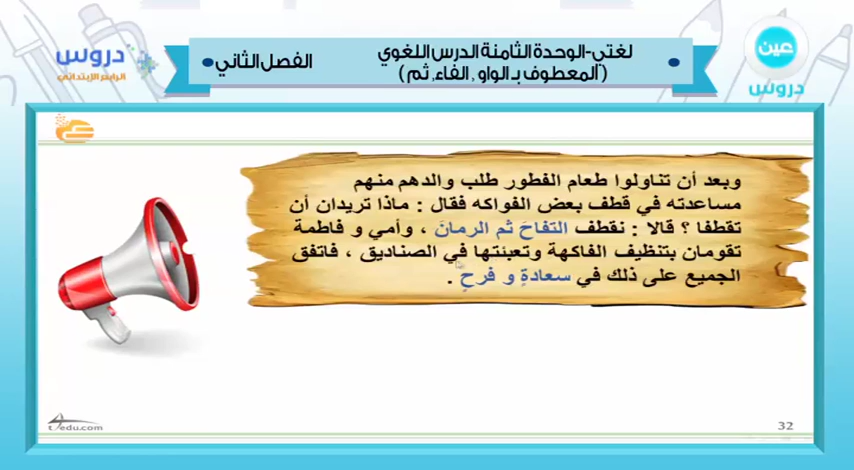 لغتي-الوحدة الثامنة الدرس اللغوي
(المعطوف بـ الواو , الفاء, ثم )
الفصل الثاني
عين
دروس
دروس
الرابع الإبتدائي
وبعد أن تناولوا طعام الفطور طلب والدهم منهم
مساعدته في قطف بعض الفواكه فقال : ماذا تريدان أن
تقطفا ؟ قالا : نقطف التفاحَ ثم الرمانَ ، وأمي و فاطمة
تقومان بتنظيف الفاكهة وتعبئتها في الصناديق ، فاتفق
الجميع على ذلك في سعادةٍ و فرحٍ .
t4edu.com
32